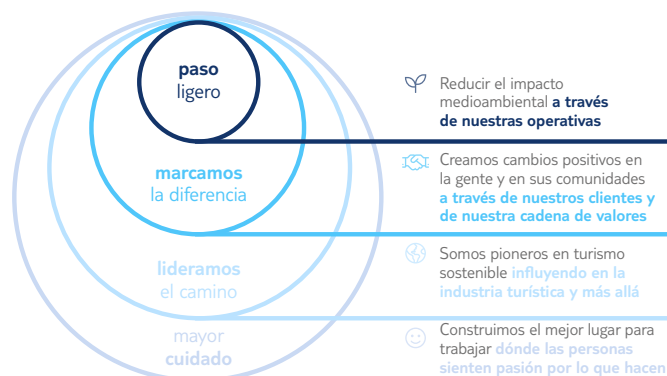 paso
ligero
Reducir el impacto
medioambiental a través
de nuestras operativas
marcamos
la diferencia
Creamos cambios positivos en
la gente y en sus comunidades
a través de nuestros clientes y
de nuestra cadena de valores
lideramos
el camino
Somos pioneros en turismo
sostenible influyendo en la
industria turística y más allá
mayor
cuidado
Construimos el mejor lugar para
trabajar dónde las personas
sienten pasión por lo que hacen